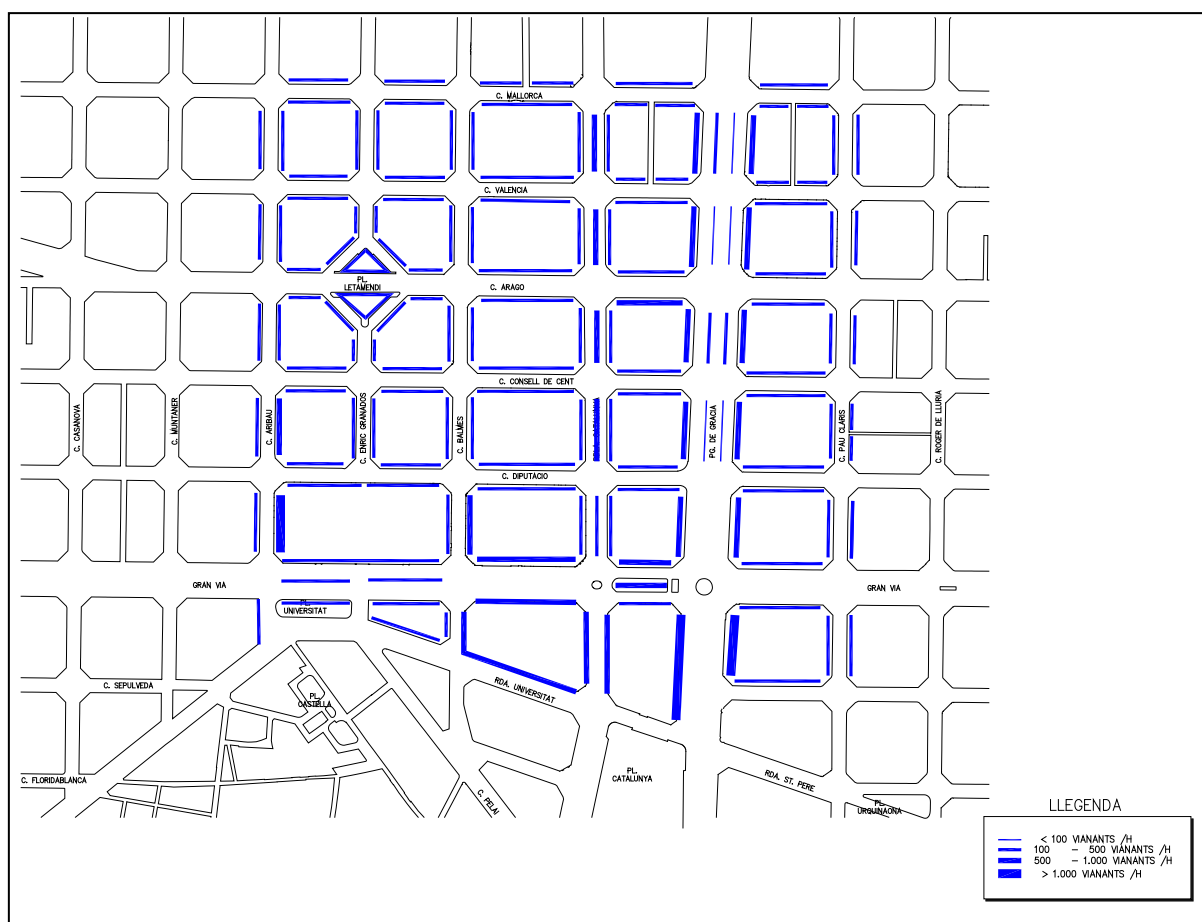 C. MALLORCA
C. VALENCIA
PL.
LETAMENDI
C. ARAGO
C. CONSELL DE CENT
C. CASANOVA
C. MUNTANER
C. ARIBAU
C. ENRIC GRANADOS
C. BALMES
RBLA. CATALUNYA
PG. DE GRACIA
C. PAU CLARIS
C. ROGER DE LLURIA
C. DIPUTACIO
GRAN VIA
GRAN VIA
PL.
UNIVERSITAT
C. SEPULVEDA
RDA. UNIVERSITAT
PL.
CASTELLA
C. FLORIDABLANCA
PL.
CATALUNYA
RDA. ST. PERE
C. PELAI
PL.
URQUINAONA
LLEGENDA
< 100 VIANANTS /H
100 – 500 VIANANTS /H
500 – 1.000 VIANANTS /H
> 1.000 VIANANTS /H